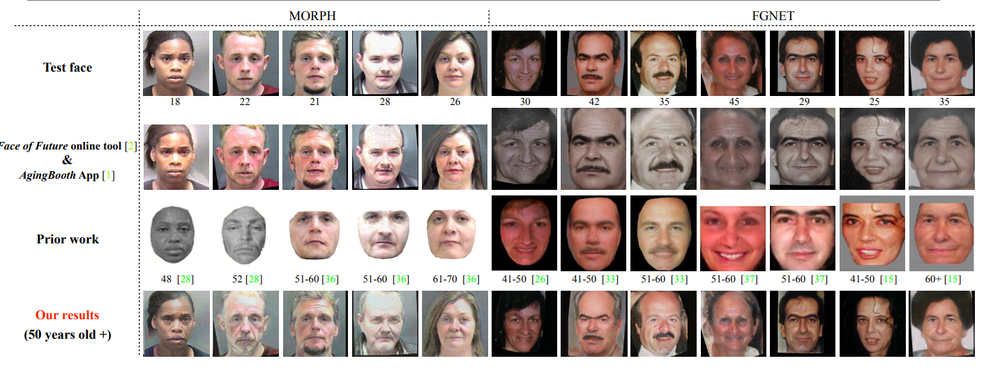 MORPH FGNET
Test face
18 22 21 28 26 30 42 35 45 29 25 35
Face of Future online tool [2]
&
AgingBooth App [1]
Prior work
48 [28] 52 [28] 51-60 [36] 51-60 [36] 61-70 [36] 41-50 [26] 41-50 [33] 51-60 [33] 51-60 [37] 51-60 [37] 41-50 [15] 60+ [15]
Our results
(50 years old +)